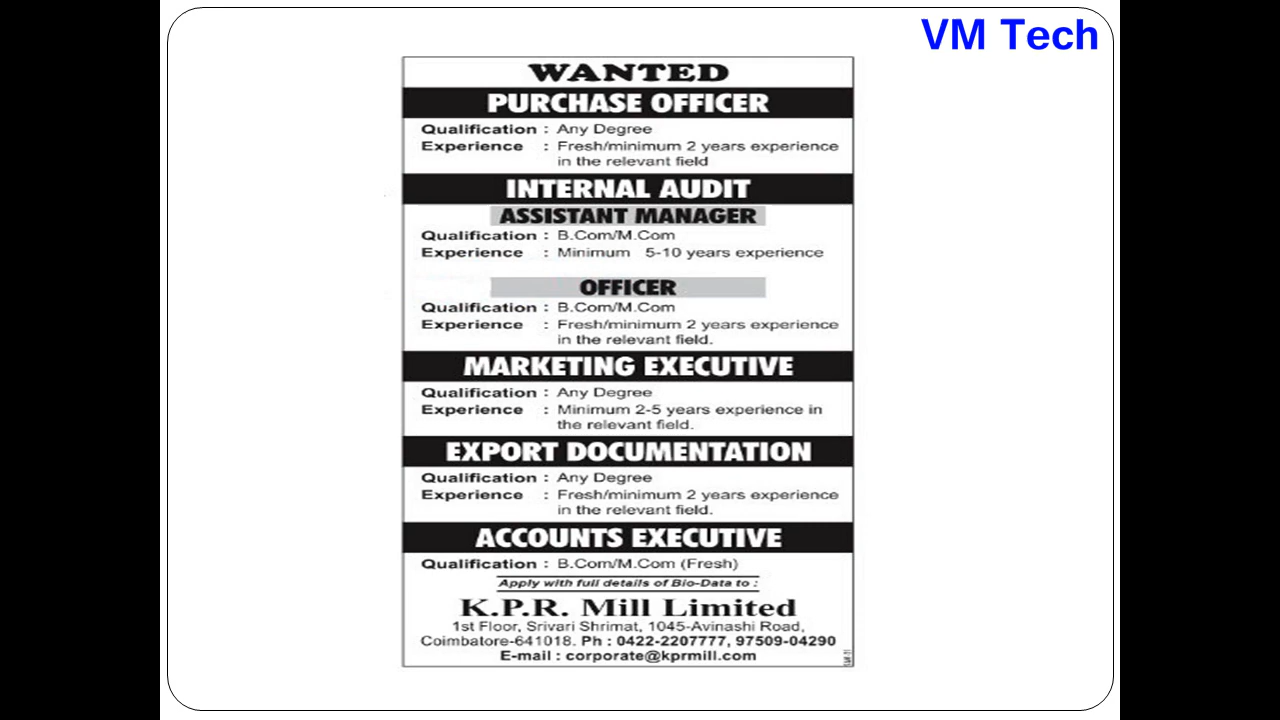 VM Tech
WANTED
PURCHASE OFFICER
Qualification : Any Degree
Experience : Fresh/minimum 2 years experience
in the relevant field
INTERNAL AUDIT
ASSISTANT MANAGER
Qualification : B.Com/M.Com
Experience : Minimum 5-10 years experience
OFFICER
Qualification : B.Com/M.Com
Experience : Fresh/minimum 2 years experience
in the relevant field.
MARKETING EXECUTIVE
Qualification : Any Degree
Experience : Minimum 2-5 years experience in
the relevant field.
EXPORT DOCUMENTATION
Qualification : Any Degree
Experience : Fresh/minimum 2 years experience
in the relevant field.
ACCOUNTS EXECUTIVE
Qualification : B.Com/M.Com (Fresh)
Apply with full details of Bio-Data to :
K.P.R. Mill Limited
1st Floor, Srivari Shrimat, 1045-Avinashi Road,
Coimbatore-641018. Ph : 0422-2207777, 97509-04290
E-mail : corporate@kprmill.com